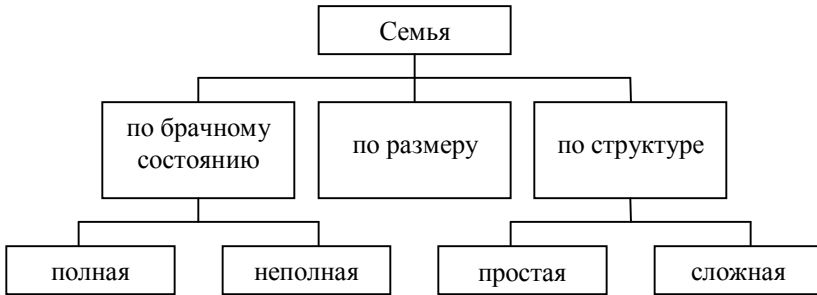 Семья
по брачному
состоянию
по размеру
по структуре
полная
неполная
простая
сложная